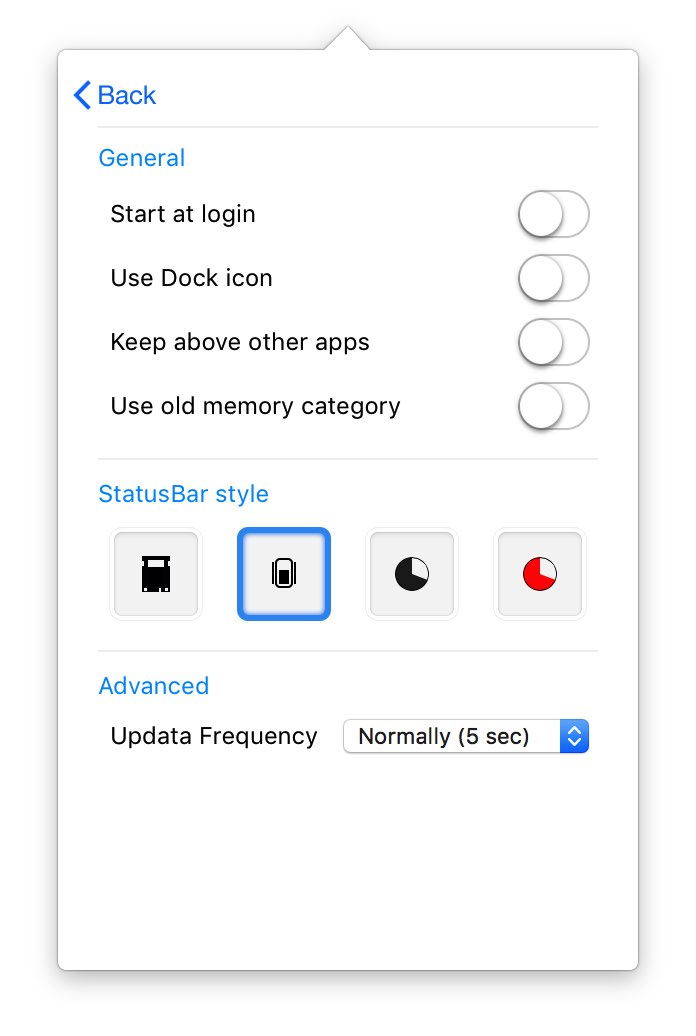 Back
General
Start at login
Use Dock icon
Keep above other apps
Use old memory category
StatusBar style
Advanced
Updata Frequency Normally (5 sec)